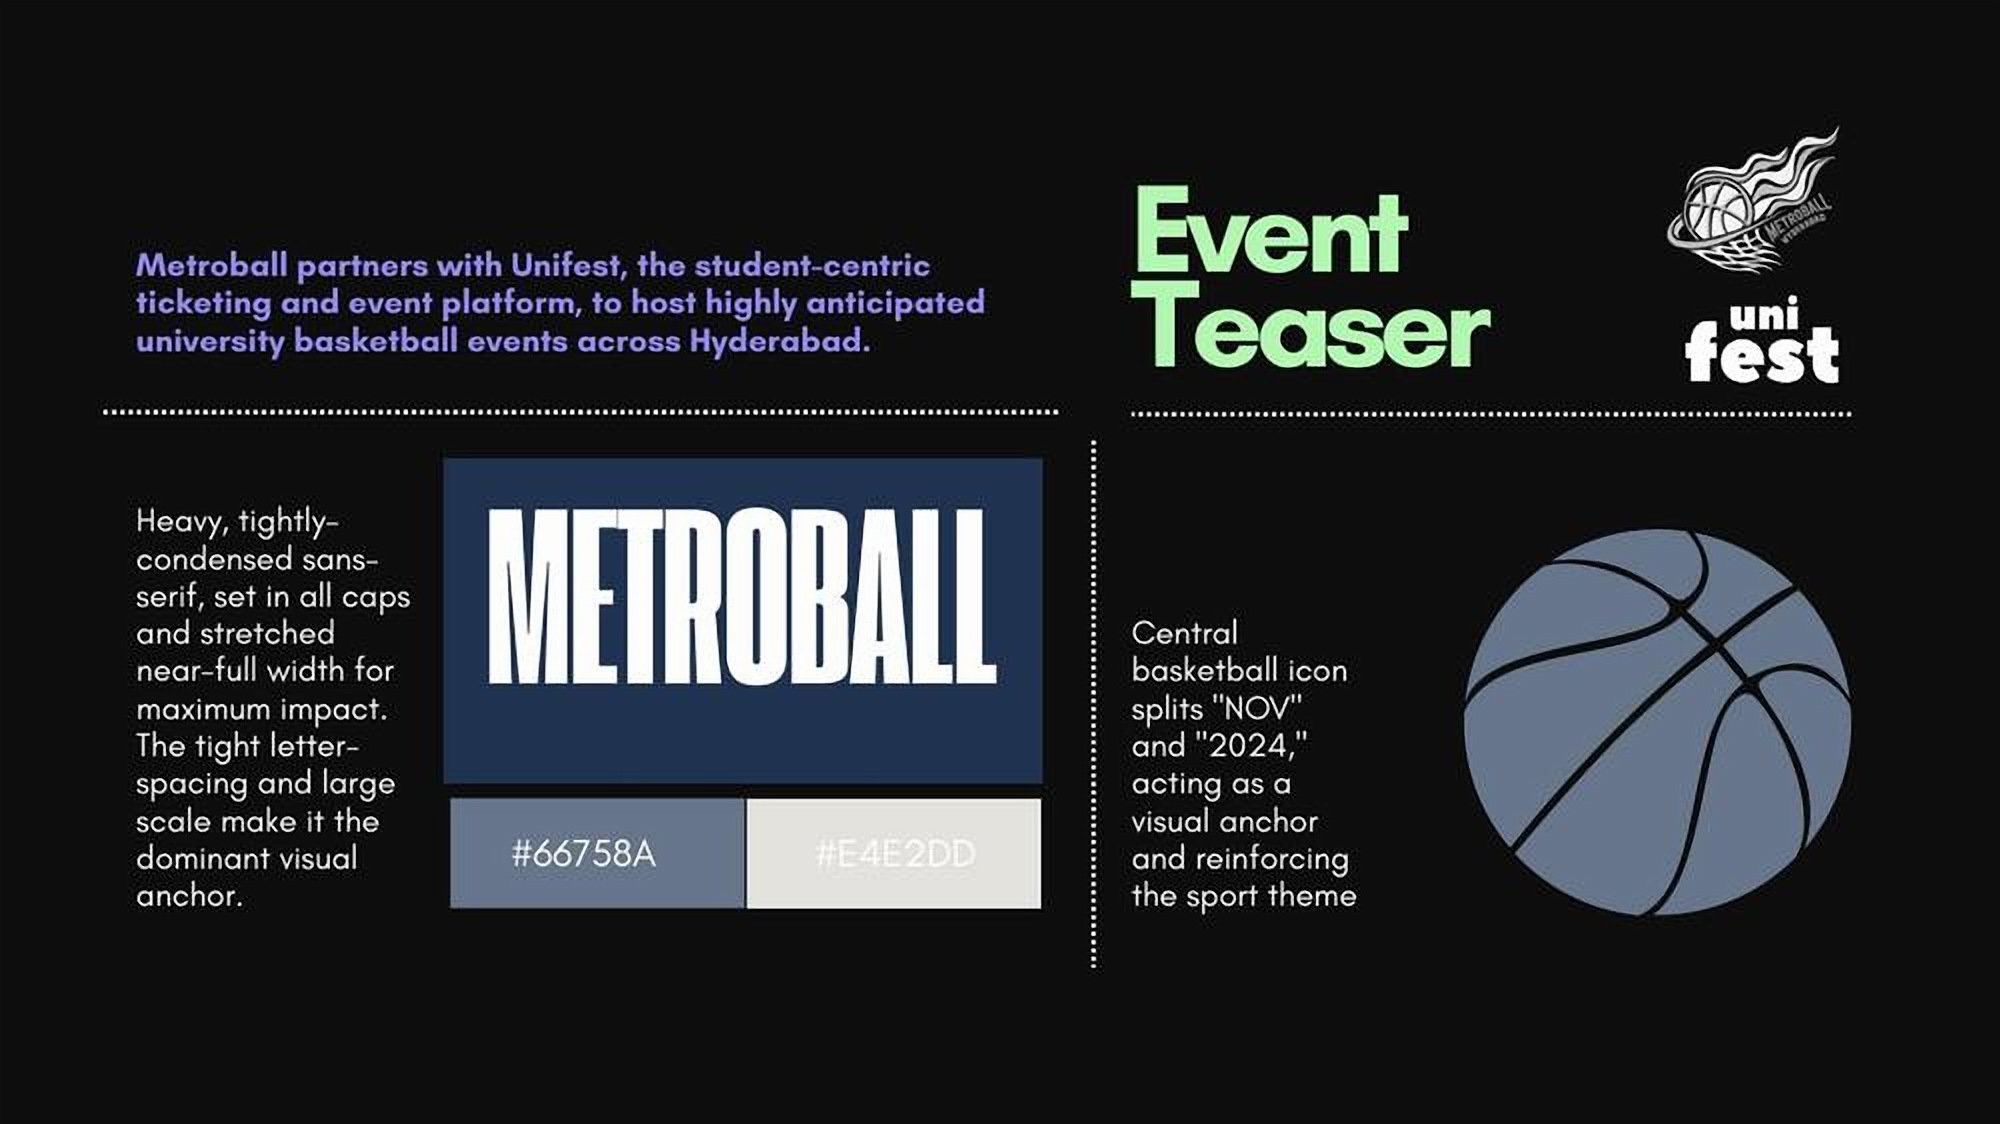 Metroball partners with Unifest, the student-centric
ticketing and event platform, to host highly anticipated
university basketball events across Hyderabad.
Event
Teaser
METROBALL
HYDERABAD
uni
fest
Heavy, tightly-
condensed sans-
serif, set in all caps
and stretched
near-full width for
maximum impact.
The tight letter-
spacing and large
scale make it the
dominant visual
anchor.
METROBALL
#66758A
#E4E2DD
Central
basketball icon
splits "NOV"
and "2024,"
acting as a
visual anchor
and reinforcing
the sport theme